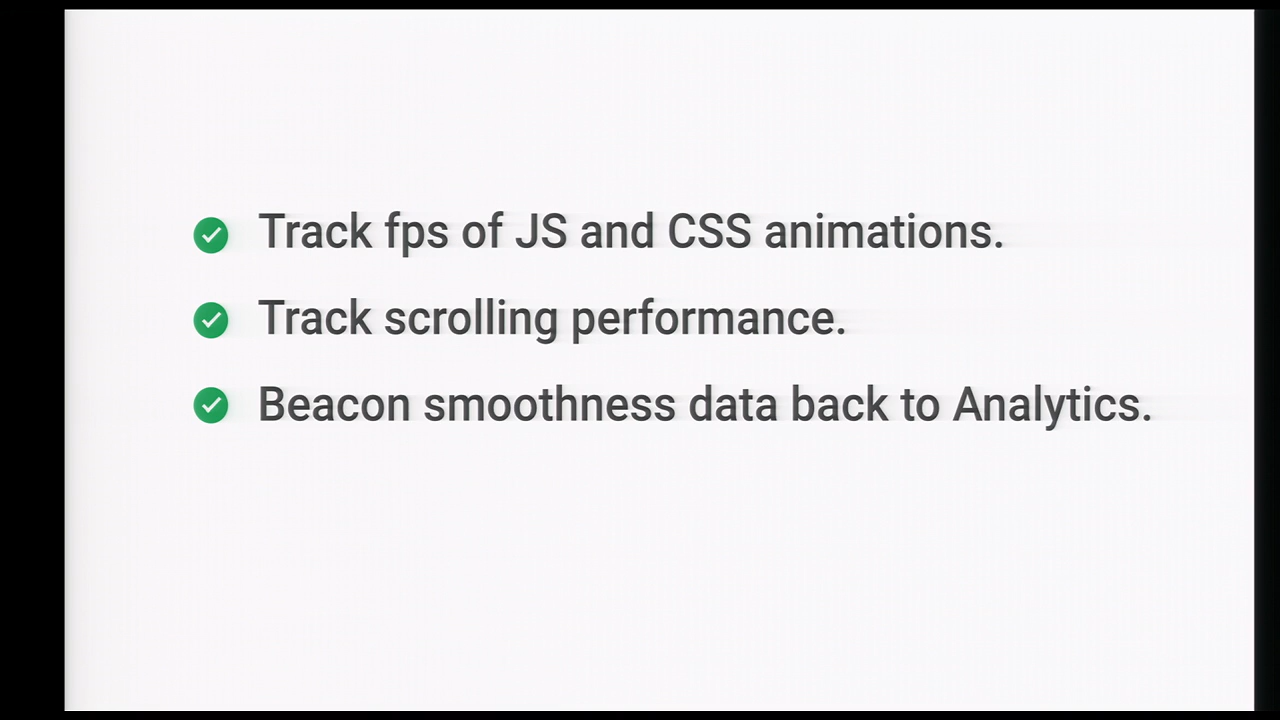 Track fps of JS and CSS animations.
Track scrolling performance.
Beacon smoothness data back to Analytics.